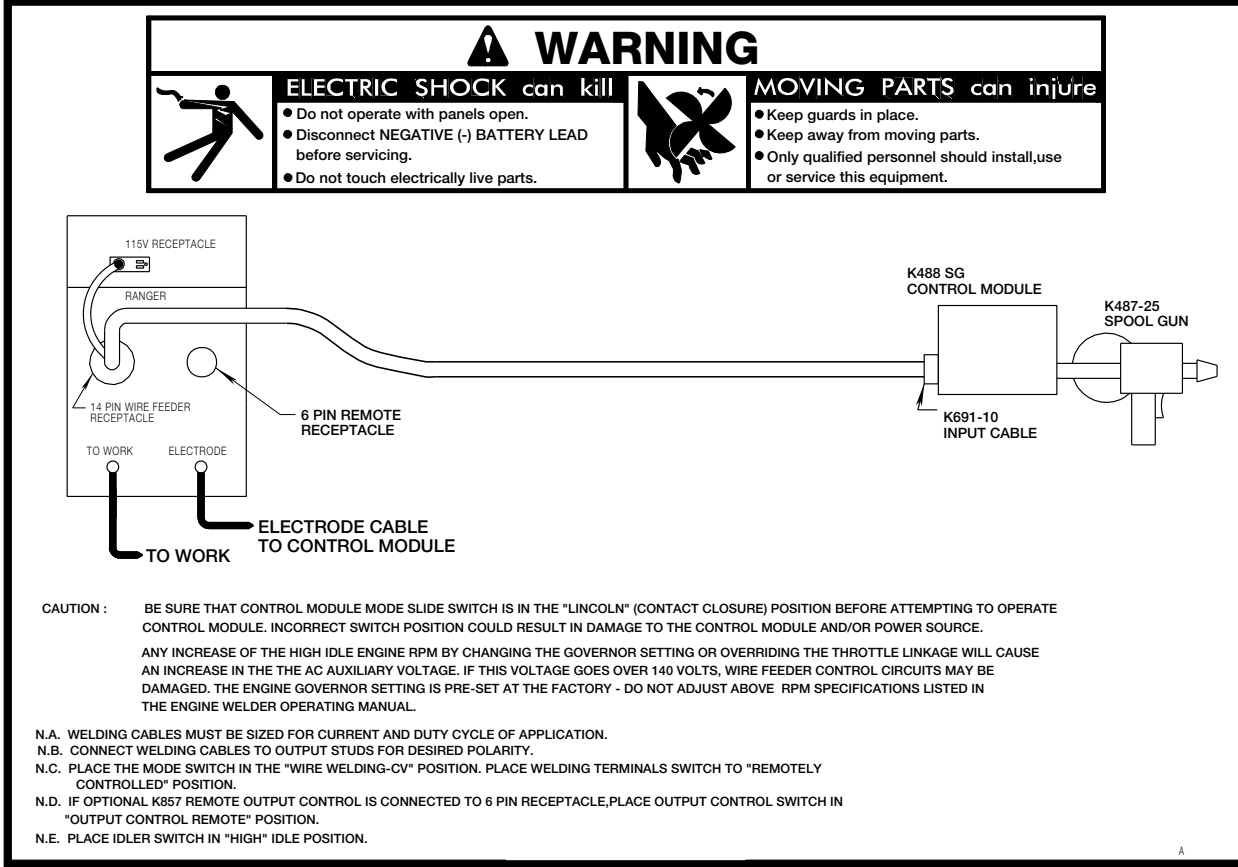 WARNING
ELECTRIC SHOCK can kill
● Do not operate with panels open.
● Disconnect NEGATIVE (-) BATTERY LEAD
before servicing.
● Do not touch electrically live parts.
MOVING PARTS can injure
● Keep guards in place.
● Keep away from moving parts.
● Only qualified personnel should install,use
or service this equipment.
115V RECEPTACLE
RANGER
14 PIN WIRE FEEDER
RECEPTACLE
6 PIN REMOTE
RECEPTACLE
TO WORK
ELECTRODE
ELECTRODE CABLE
TO CONTROL MODULE
TO WORK
K488 SG
CONTROL MODULE
K487-25
SPOOL GUN
K691-10
INPUT CABLE
CAUTION : BE SURE THAT CONTROL MODULE MODE SLIDE SWITCH IS IN THE "LINCOLN" (CONTACT CLOSURE) POSITION BEFORE ATTEMPTING TO OPERATE
CONTROL MODULE. INCORRECT SWITCH POSITION COULD RESULT IN DAMAGE TO THE CONTROL MODULE AND/OR POWER SOURCE.
ANY INCREASE OF THE HIGH IDLE ENGINE RPM BY CHANGING THE GOVERNOR SETTING OR OVERRIDING THE THROTTLE LINKAGE WILL CAUSE
AN INCREASE IN THE THE AC AUXILIARY VOLTAGE. IF THIS VOLTAGE GOES OVER 140 VOLTS, WIRE FEEDER CONTROL CIRCUITS MAY BE
DAMAGED. THE ENGINE GOVERNOR SETTING IS PRE-SET AT THE FACTORY - DO NOT ADJUST ABOVE RPM SPECIFICATIONS LISTED IN
THE ENGINE WELDER OPERATING MANUAL.
N.A. WELDING CABLES MUST BE SIZED FOR CURRENT AND DUTY CYCLE OF APPLICATION.
N.B. CONNECT WELDING CABLES TO OUTPUT STUDS FOR DESIRED POLARITY.
N.C. PLACE THE MODE SWITCH IN THE "WIRE WELDING-CV" POSITION. PLACE WELDING TERMINALS SWITCH TO "REMOTELY
CONTROLLED" POSITION.
N.D. IF OPTIONAL K857 REMOTE OUTPUT CONTROL IS CONNECTED TO 6 PIN RECEPTACLE,PLACE OUTPUT CONTROL SWITCH IN
"OUTPUT CONTROL REMOTE" POSITION.
N.E. PLACE IDLER SWITCH IN "HIGH" IDLE POSITION.
A